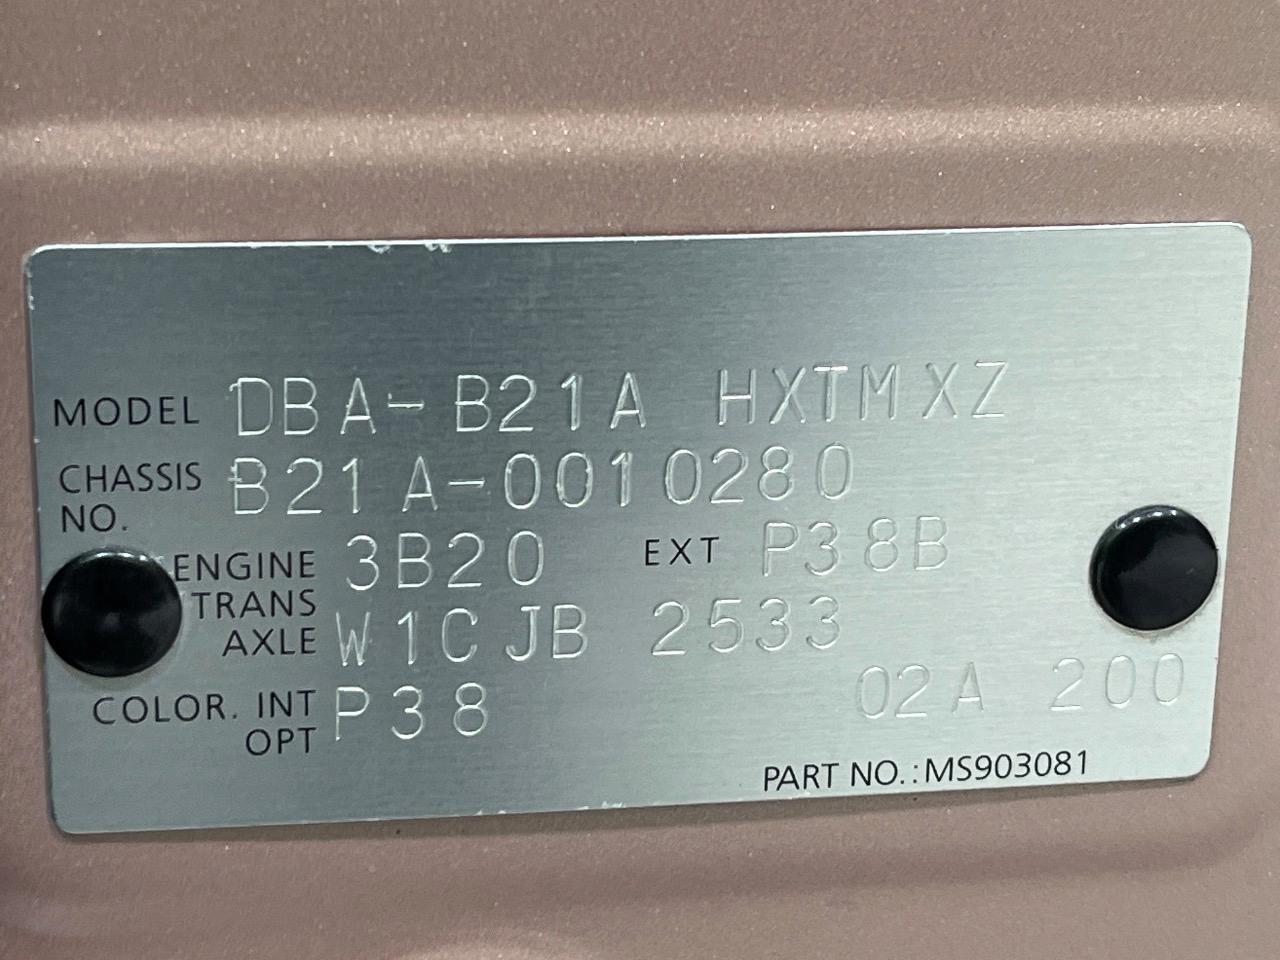 MODEL DBA-B21A HXTMXZ
CHASSIS NO. B21A-0010280
ENGINE 3B20 EXT P38B
TRANS AXLE W1CJB 2533
COLOR. INT OPT P38 02A 200
PART NO.:MS903081